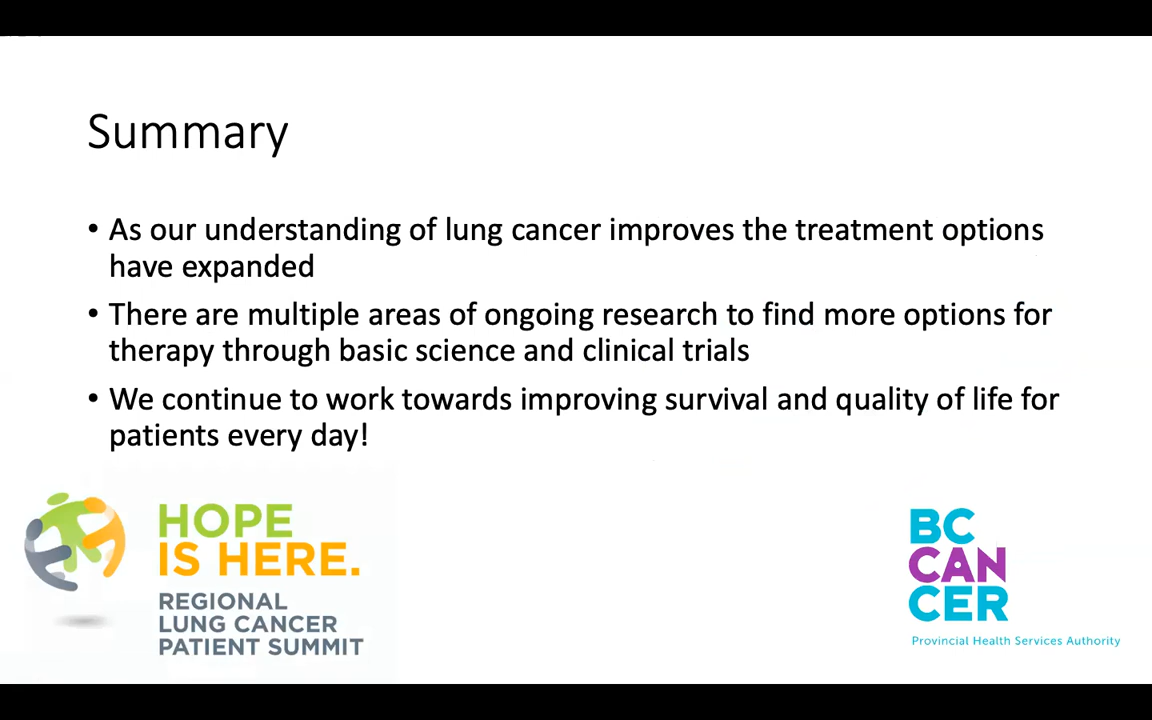 Summary
• As our understanding of lung cancer improves the treatment options
have expanded
• There are multiple areas of ongoing research to find more options for
therapy through basic science and clinical trials
• We continue to work towards improving survival and quality of life for
patients every day!
HOPE
IS HERE.
REGIONAL
LUNG CANCER
PATIENT SUMMIT
BC
CAN
CER
Provincial Health Services Authority